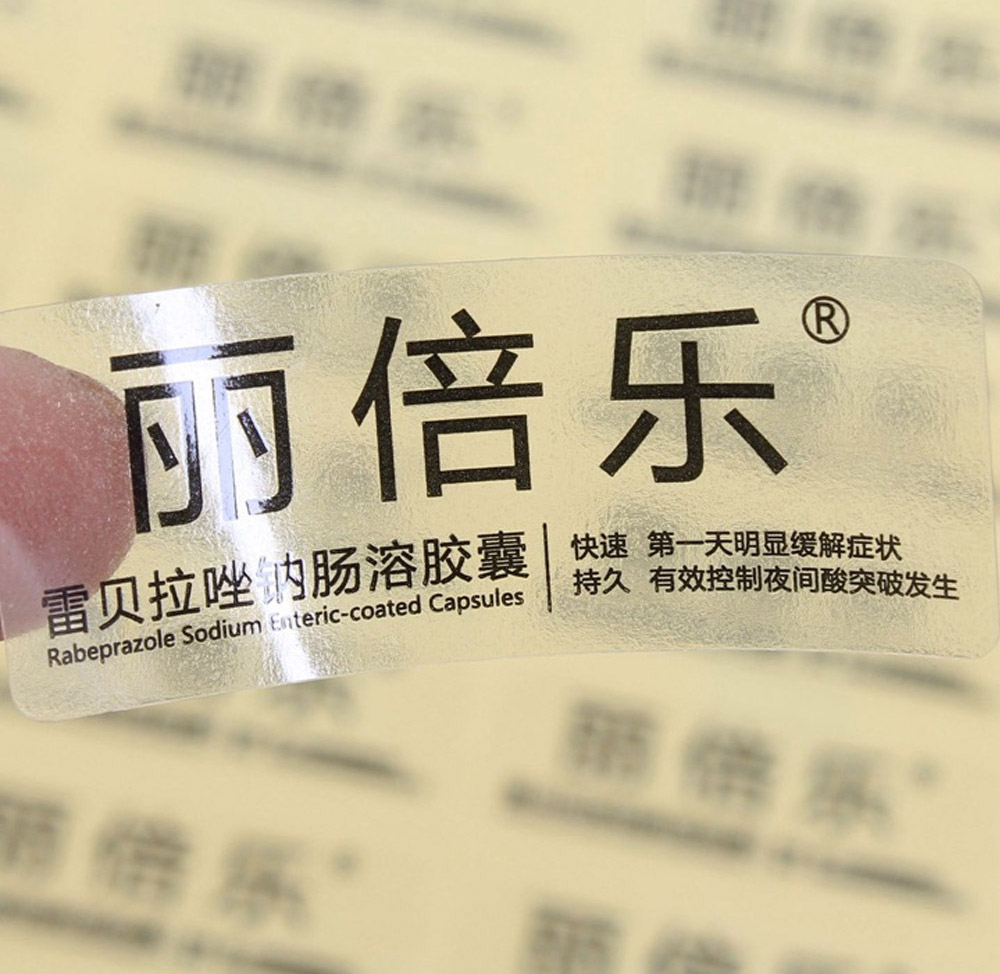 丽倍乐®
雷贝拉唑钠肠溶胶囊
Rabeprazole Sodium Enteric-coated Capsules
快速 第一天明显缓解症状
持久 有效控制夜间酸突破发生